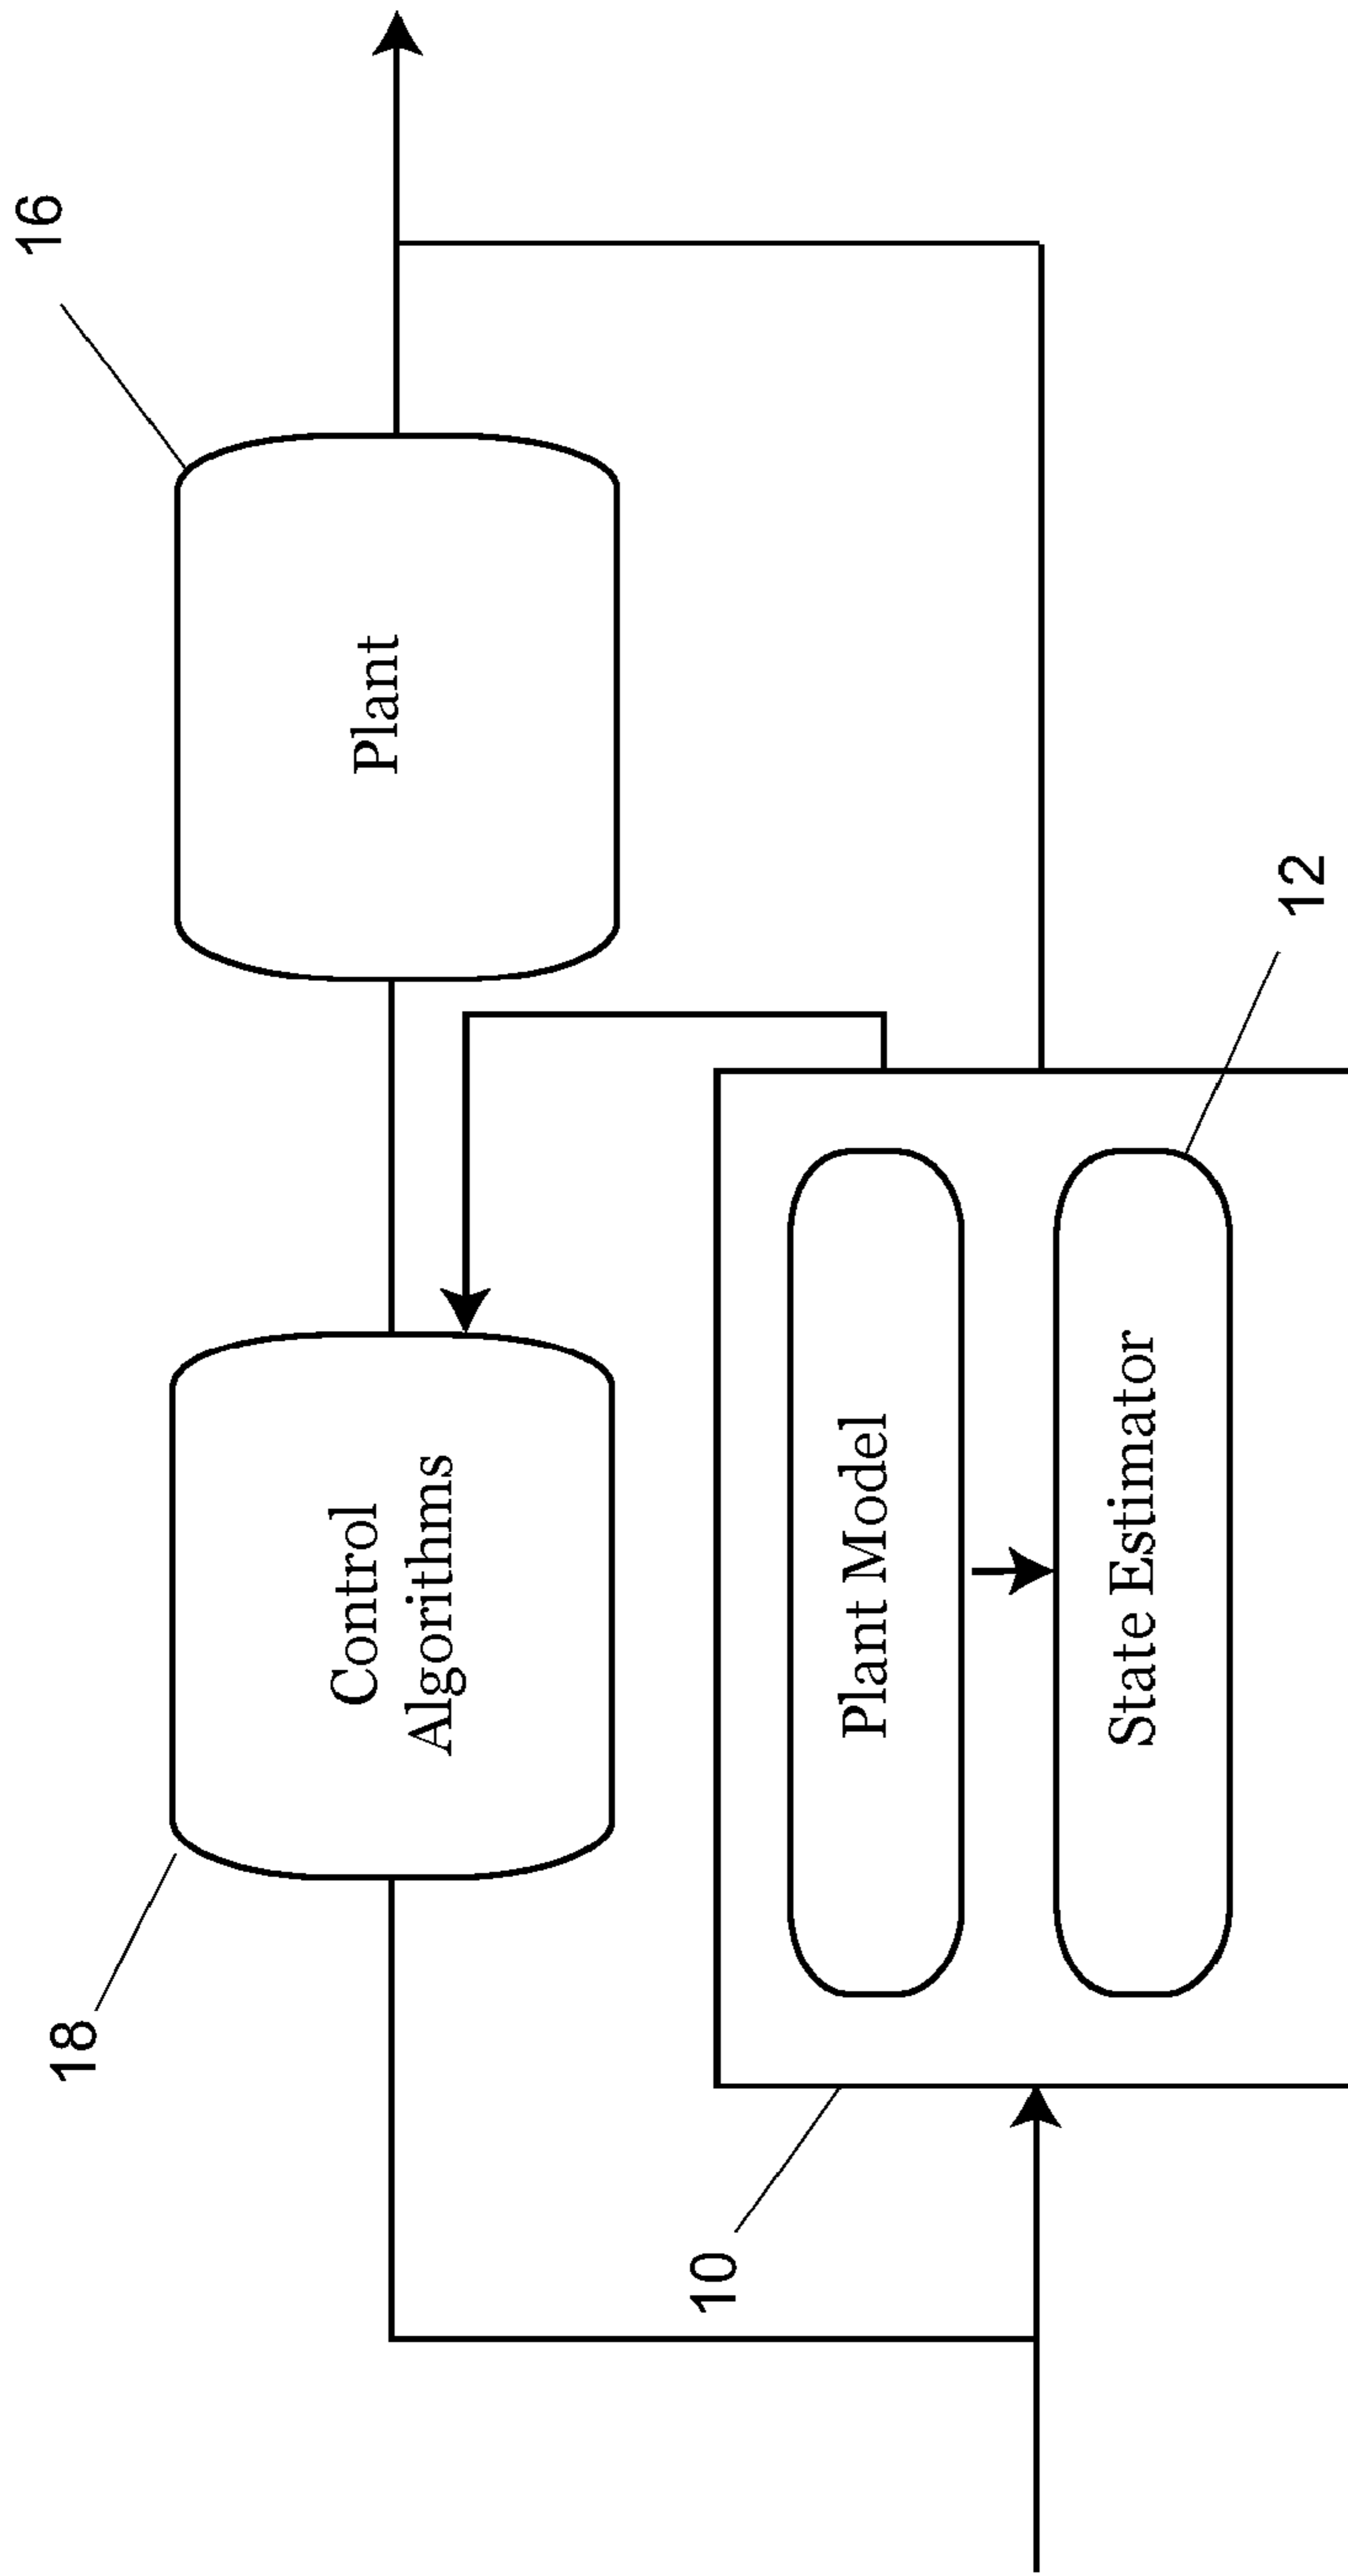 18
Control
Algorithms
Plant
16
10
Plant Model
State Estimator
12